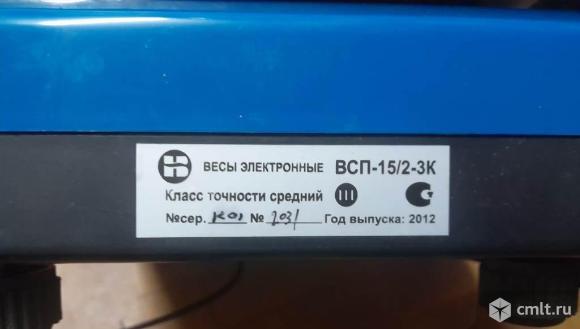 ВЕСЫ ЭЛЕКТРОННЫЕ ВСП-15/2-3К
Класс точности средний III
№сер. К01 № 2031 Год выпуска: 2012
cmlt.ru